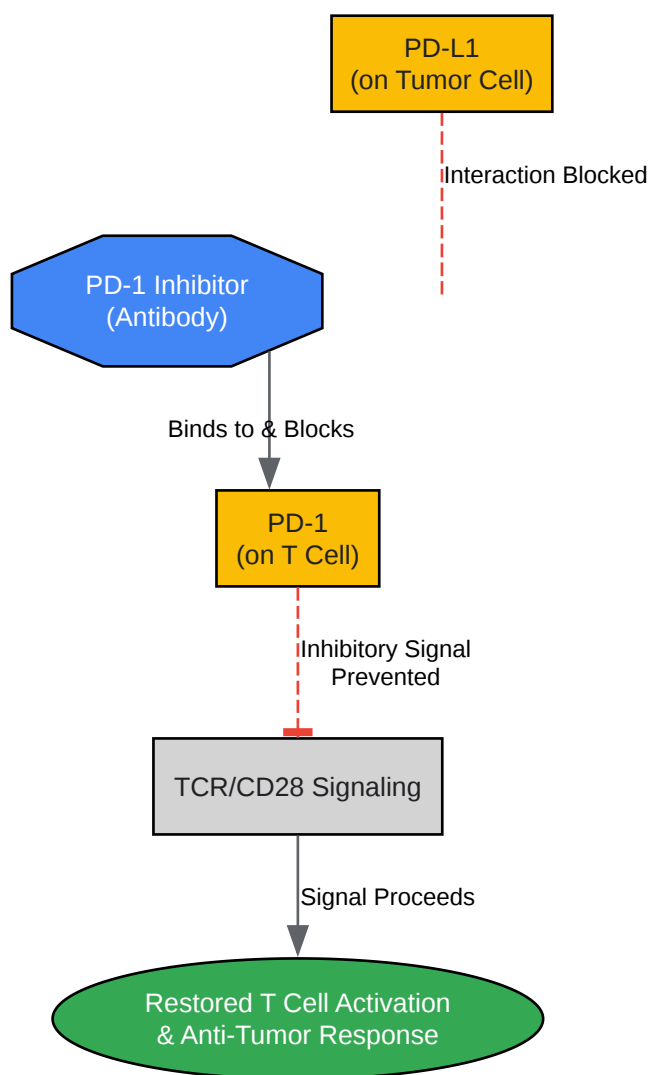 PD-L1
(on Tumor Cell)
Interaction Blocked
PD-1 Inhibitor
(Antibody)
Binds to & Blocks
PD-1
(on T Cell)
Inhibitory Signal
Prevented
TCR/CD28 Signaling
Signal Proceeds
Restored T Cell Activation
& Anti-Tumor Response